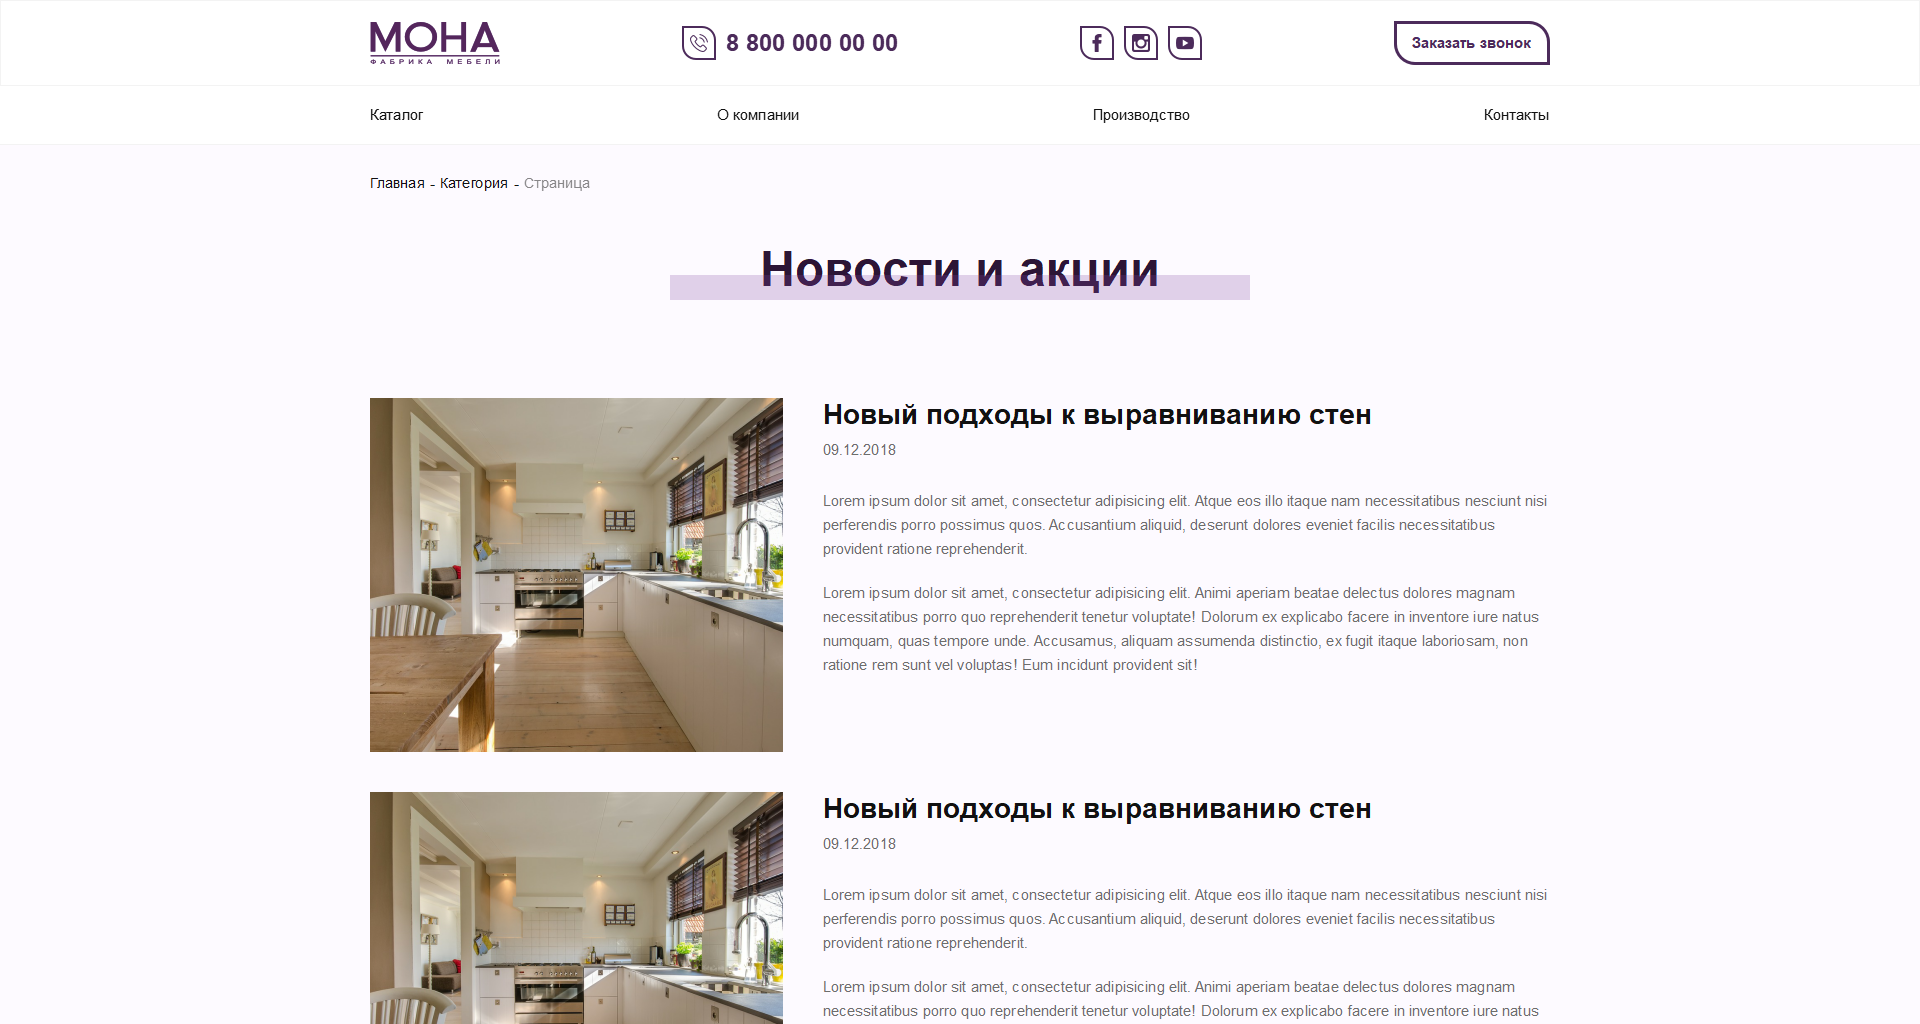 МОНА
ФАБРИКА МЕБЕЛИ
8 800 000 00 00
Заказать звонок
Каталог
О компании
Производство
Контакты
Главная - Категория - Страница
Новости и акции
Новый подходы к выравниванию стен
09.12.2018
Lorem ipsum dolor sit amet, consectetur adipisicing elit. Atque eos illo itaque nam necessitatibus nesciunt nisi
perferendis porro possimus quos. Accusantium aliquid, deserunt dolores eveniet facilis necessitatibus
provident ratione reprehenderit.
Lorem ipsum dolor sit amet, consectetur adipisicing elit. Animi aperiam beatae delectus dolores magnam
necessitatibus porro quo reprehenderit tenetur voluptate! Dolorum ex explicabo facere in inventore iure natus
numquam, quas tempore unde. Accusamus, aliquam assumenda distinctio, ex fugit itaque laboriosam, non
ratione rem sunt vel voluptas! Eum incidunt provident sit!
Новый подходы к выравниванию стен
09.12.2018
Lorem ipsum dolor sit amet, consectetur adipisicing elit. Atque eos illo itaque nam necessitatibus nesciunt nisi
perferendis porro possimus quos. Accusantium aliquid, deserunt dolores eveniet facilis necessitatibus
provident ratione reprehenderit.
Lorem ipsum dolor sit amet, consectetur adipisicing elit. Animi aperiam beatae delectus dolores magnam
necessitatibus porro quo reprehenderit tenetur voluptate! Dolorum ex explicabo facere in inventore iure natus